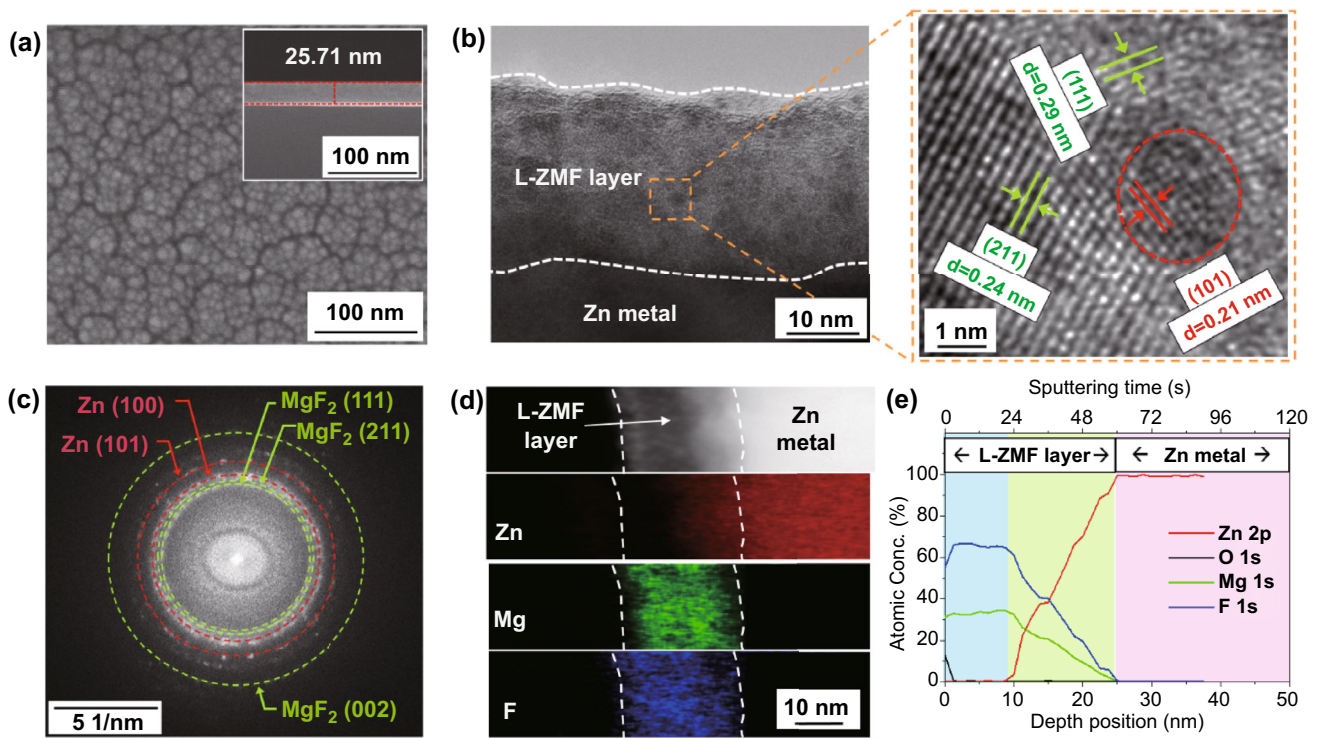 (a)
25.71 nm
100 nm
100 nm
(b)
L-ZMF layer
Zn metal
10 nm
(111)
d=0.29 nm
(211)
d=0.24 nm
(101)
d=0.21 nm
1 nm
(c)
Zn (100)
Zn (101)
MgF₂ (111)
MgF₂ (211)
MgF₂ (002)
5 1/nm
(d)
L-ZMF
layer
Zn
metal
Zn
Mg
F
10 nm
(e)
Sputtering time (s)
0 24 48 72 96 120
← L-ZMF layer →
← Zn metal →
Atomic Conc. (%)
100
80
60
40
20
0
Zn 2p
O 1s
Mg 1s
F 1s
0 10 20 30 40 50
Depth position (nm)